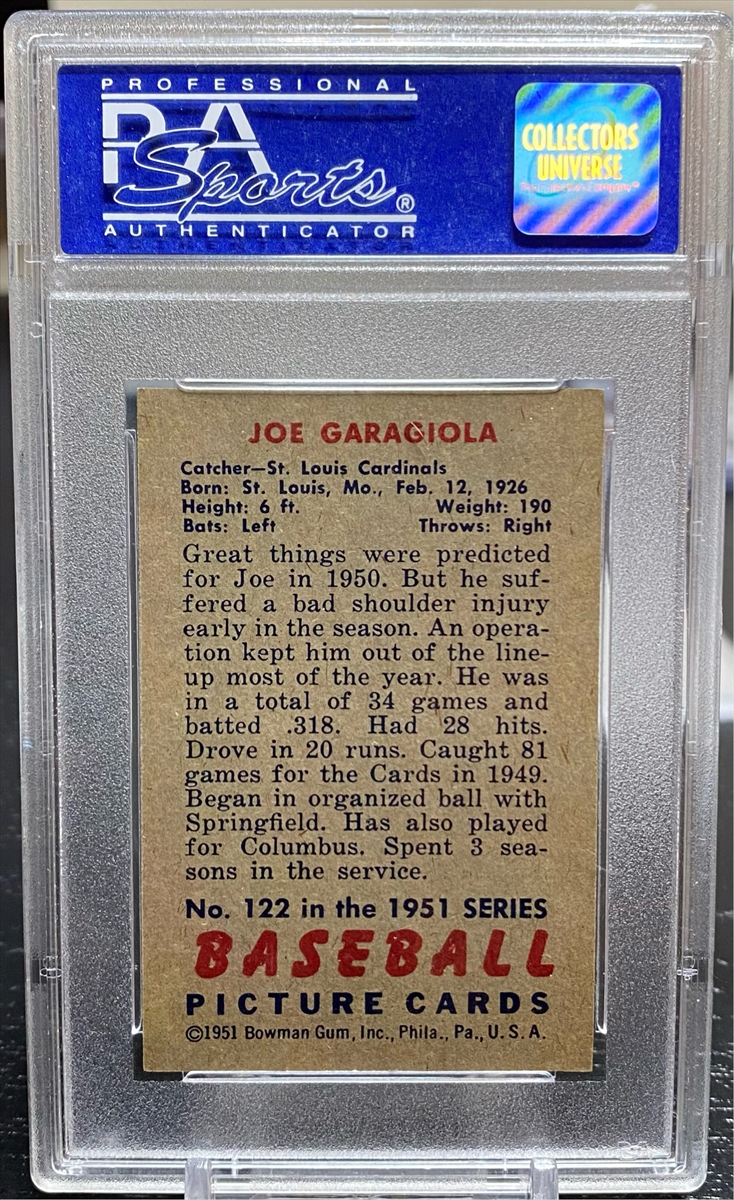 PROFESSIONAL
PSA
Sports®
AUTHENTICATOR
COLLECTORS
UNIVERSE
JOE GARAGIOLA
Catcher—St. Louis Cardinals
Born: St. Louis, Mo., Feb. 12, 1926
Height: 6 ft. Weight: 190
Bats: Left Throws: Right
Great things were predicted
for Joe in 1950. But he suf-
fered a bad shoulder injury
early in the season. An opera-
tion kept him out of the line-
up most of the year. He was
in a total of 34 games and
batted .318. Had 28 hits.
Drove in 20 runs. Caught 81
games for the Cards in 1949.
Began in organized ball with
Springfield. Has also played
for Columbus. Spent 3 sea-
sons in the service.
No. 122 in the 1951 SERIES
BASEBALL
PICTURE CARDS
©1951 Bowman Gum, Inc., Phila., Pa., U. S. A.